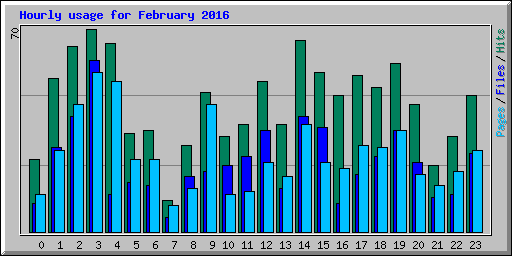 Hourly usage for February 2016
70
Pages / Files / Hits
0 1 2 3 4 5 6 7 8 9 10 11 12 13 14 15 16 17 18 19 20 21 22 23